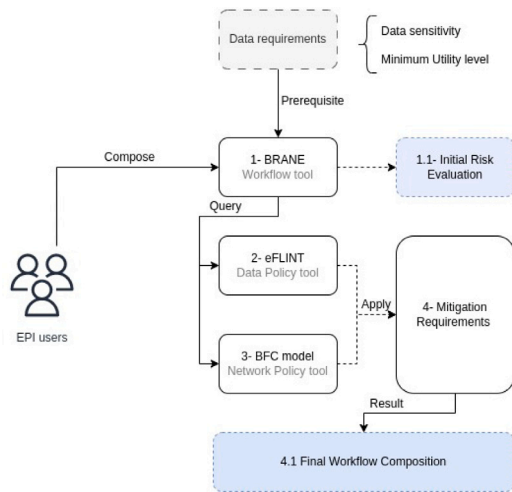 Data requirements
Data sensitivity
Minimum Utility level
Prerequisite
Compose
1- BRANE
Workflow tool
1.1- Initial Risk
Evaluation
Query
2- eFLINT
Data Policy tool
EPI users
Apply
4- Mitigation
Requirements
3- BFC model
Network Policy tool
Result
4.1 Final Workflow Composition